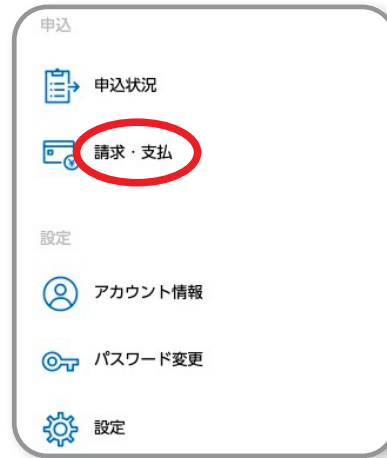 申込
申込状況
請求・支払
設定
アカウント情報
パスワード変更
設定